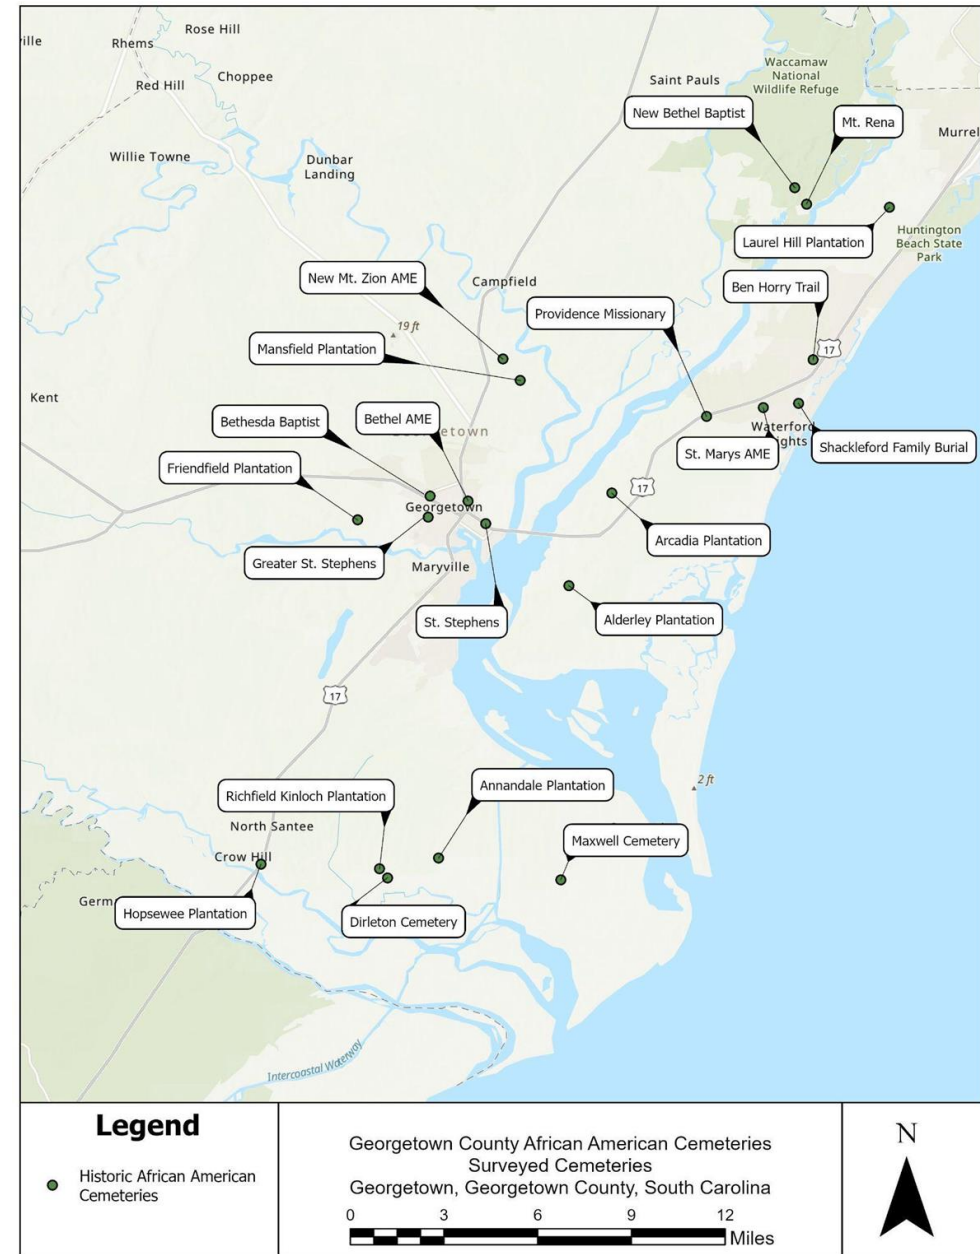 Rose Hill
ville
Rhems
Choppee
Red Hill
Waccamaw
National
Wildlife Refuge
Saint Pauls
New Bethel Baptist
Mt. Rena
Murrel
Willie Towne
Dunbar
Landing
Laurel Hill Plantation
Huntington
Beach State
Park
New Mt. Zion AME
Campfield
Ben Horry Trail
Providence Missionary
19 ft
Mansfield Plantation
17
Kent
Bethesda Baptist
Bethel AME
etown
Waterford
ights
St. Marys AME
Shackleford Family Burial
Friendfield Plantation
17
Georgetown
Arcadia Plantation
Greater St. Stephens
Maryville
St. Stephens
Alderley Plantation
17
2 ft
Richfield Kinloch Plantation
Annandale Plantation
North Santee
Maxwell Cemetery
Crow Hill
Germ
Hopsewee Plantation
Dirleton Cemetery
Intercoastal Waterway
Legend
Historic African American
Cemeteries
Georgetown County African American Cemeteries
Surveyed Cemeteries
Georgetown, Georgetown County, South Carolina
0 3 6 9 12
Miles
N